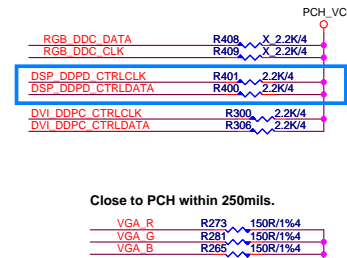 PCH_VC
RGB_DDC_DATA R408 X_2.2K/4
RGB_DDC_CLK R409 X_2.2K/4
DSP_DDPD_CTRLCLK R401 2.2K/4
DSP_DDPD_CTRLDATA R400 2.2K/4
DVI_DDPC_CTRLCLK R300 2.2K/4
DVI_DDPC_CTRLDATA R306 2.2K/4
Close to PCH within 250mils.
VGA_R R273 150R/1%4
VGA_G R281 150R/1%4
VGA_B R265 150R/1%4